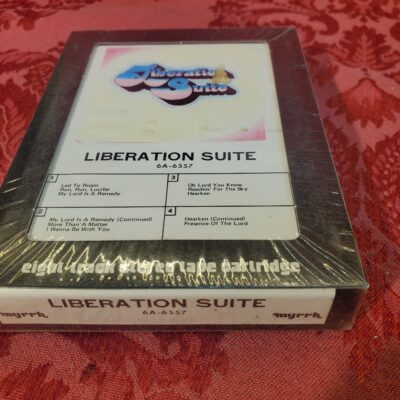 Liberation
Suite
LIBERATION SUITE
6A-6557
1
Led To Roam
Run, Run, Lucifer
My Lord Is A Remedy
3
Oh Lord You Know
Reachin' For The Sky
Hearken
2
My Lord Is A Remedy (Continued)
More Than A Matter
I Wanna Be With You
4
Hearken (Continued)
Presence Of The Lord
eight-track stereo tape cartridge
LIBERATION SUITE
6A-6557
myrrh
myrrh